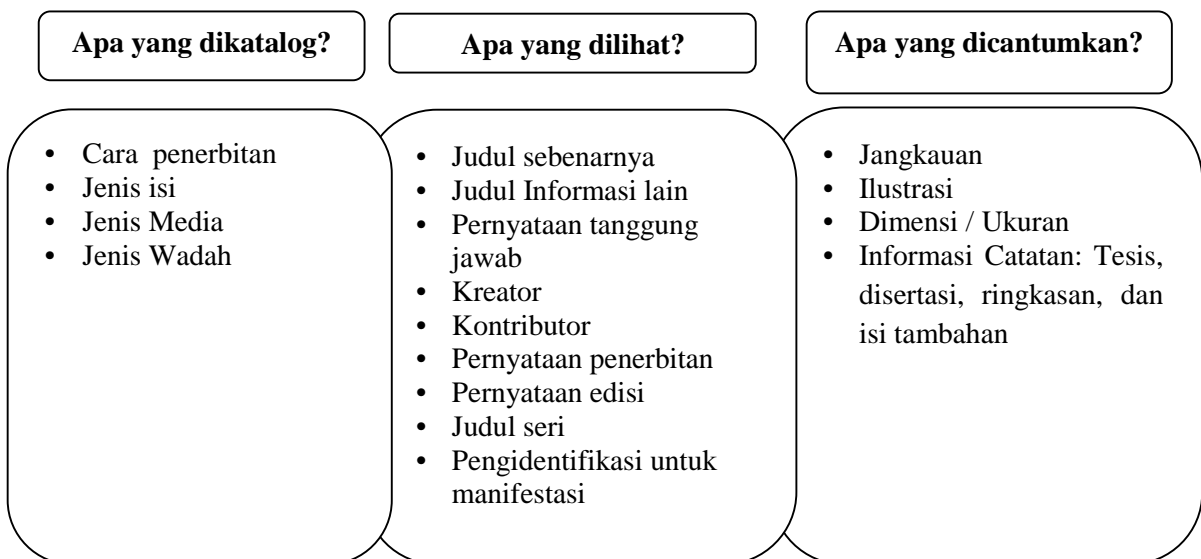 Apa yang dikatalog?
Apa yang dilihat?
Apa yang dicantumkan?
• Cara penerbitan
• Jenis isi
• Jenis Media
• Jenis Wadah
• Judul sebenarnya
• Judul Informasi lain
• Pernyataan tanggung
jawab
• Kreator
• Kontributor
• Pernyataan penerbitan
• Pernyataan edisi
• Judul seri
• Pengidentifikasi untuk
manifestasi
• Jangkauan
• Ilustrasi
• Dimensi / Ukuran
• Informasi Catatan: Tesis,
disertasi, ringkasan, dan
isi tambahan